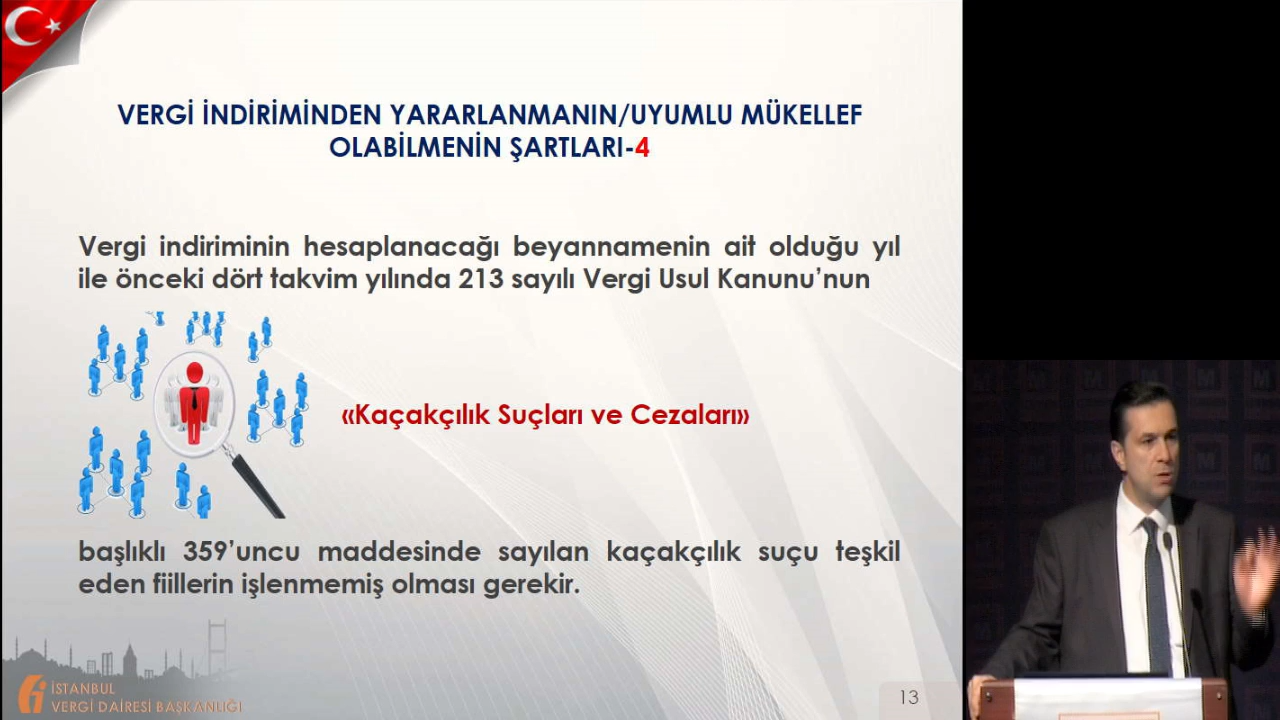 VERGİ İNDİRİMİNDEN YARARLANMANIN/UYUMLU MÜKELLEF
OLABİLMENİN ŞARTLARI-4
Vergi indiriminin hesaplanacağı beyannamenin ait olduğu yıl
ile önceki dört takvim yılında 213 sayılı Vergi Usul Kanunu’nun
«Kaçakçılık Suçları ve Cezaları»
başlıklı 359’uncu maddesinde sayılan kaçakçılık suçu teşkil
eden fiillerin işlenmemiş olması gerekir.
İSTANBUL
VERGİ DAİRESİ BAŞKANLIĞI
13